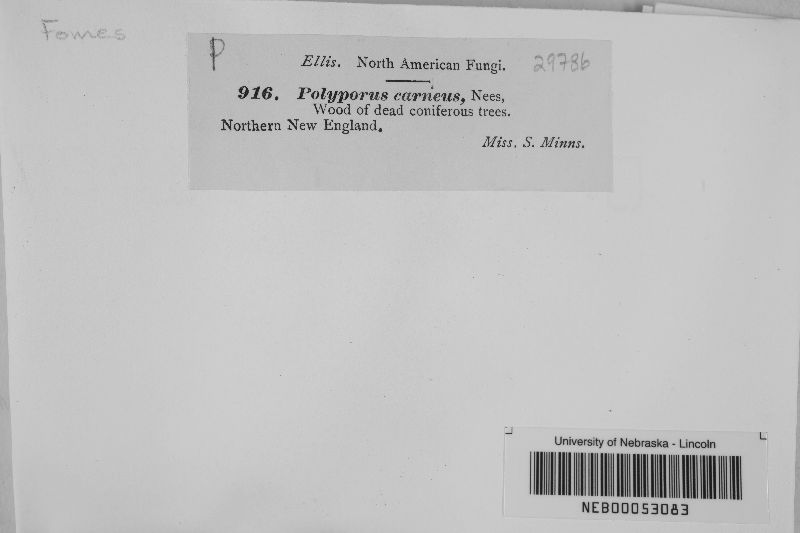 Fomes
P
Ellis. North American Fungi. 29786
916. Polyporus carneus, Nees,
Wood of dead coniferous trees.
Northern New England.
Miss. S. Minns.
University of Nebraska - Lincoln
NEB00053083